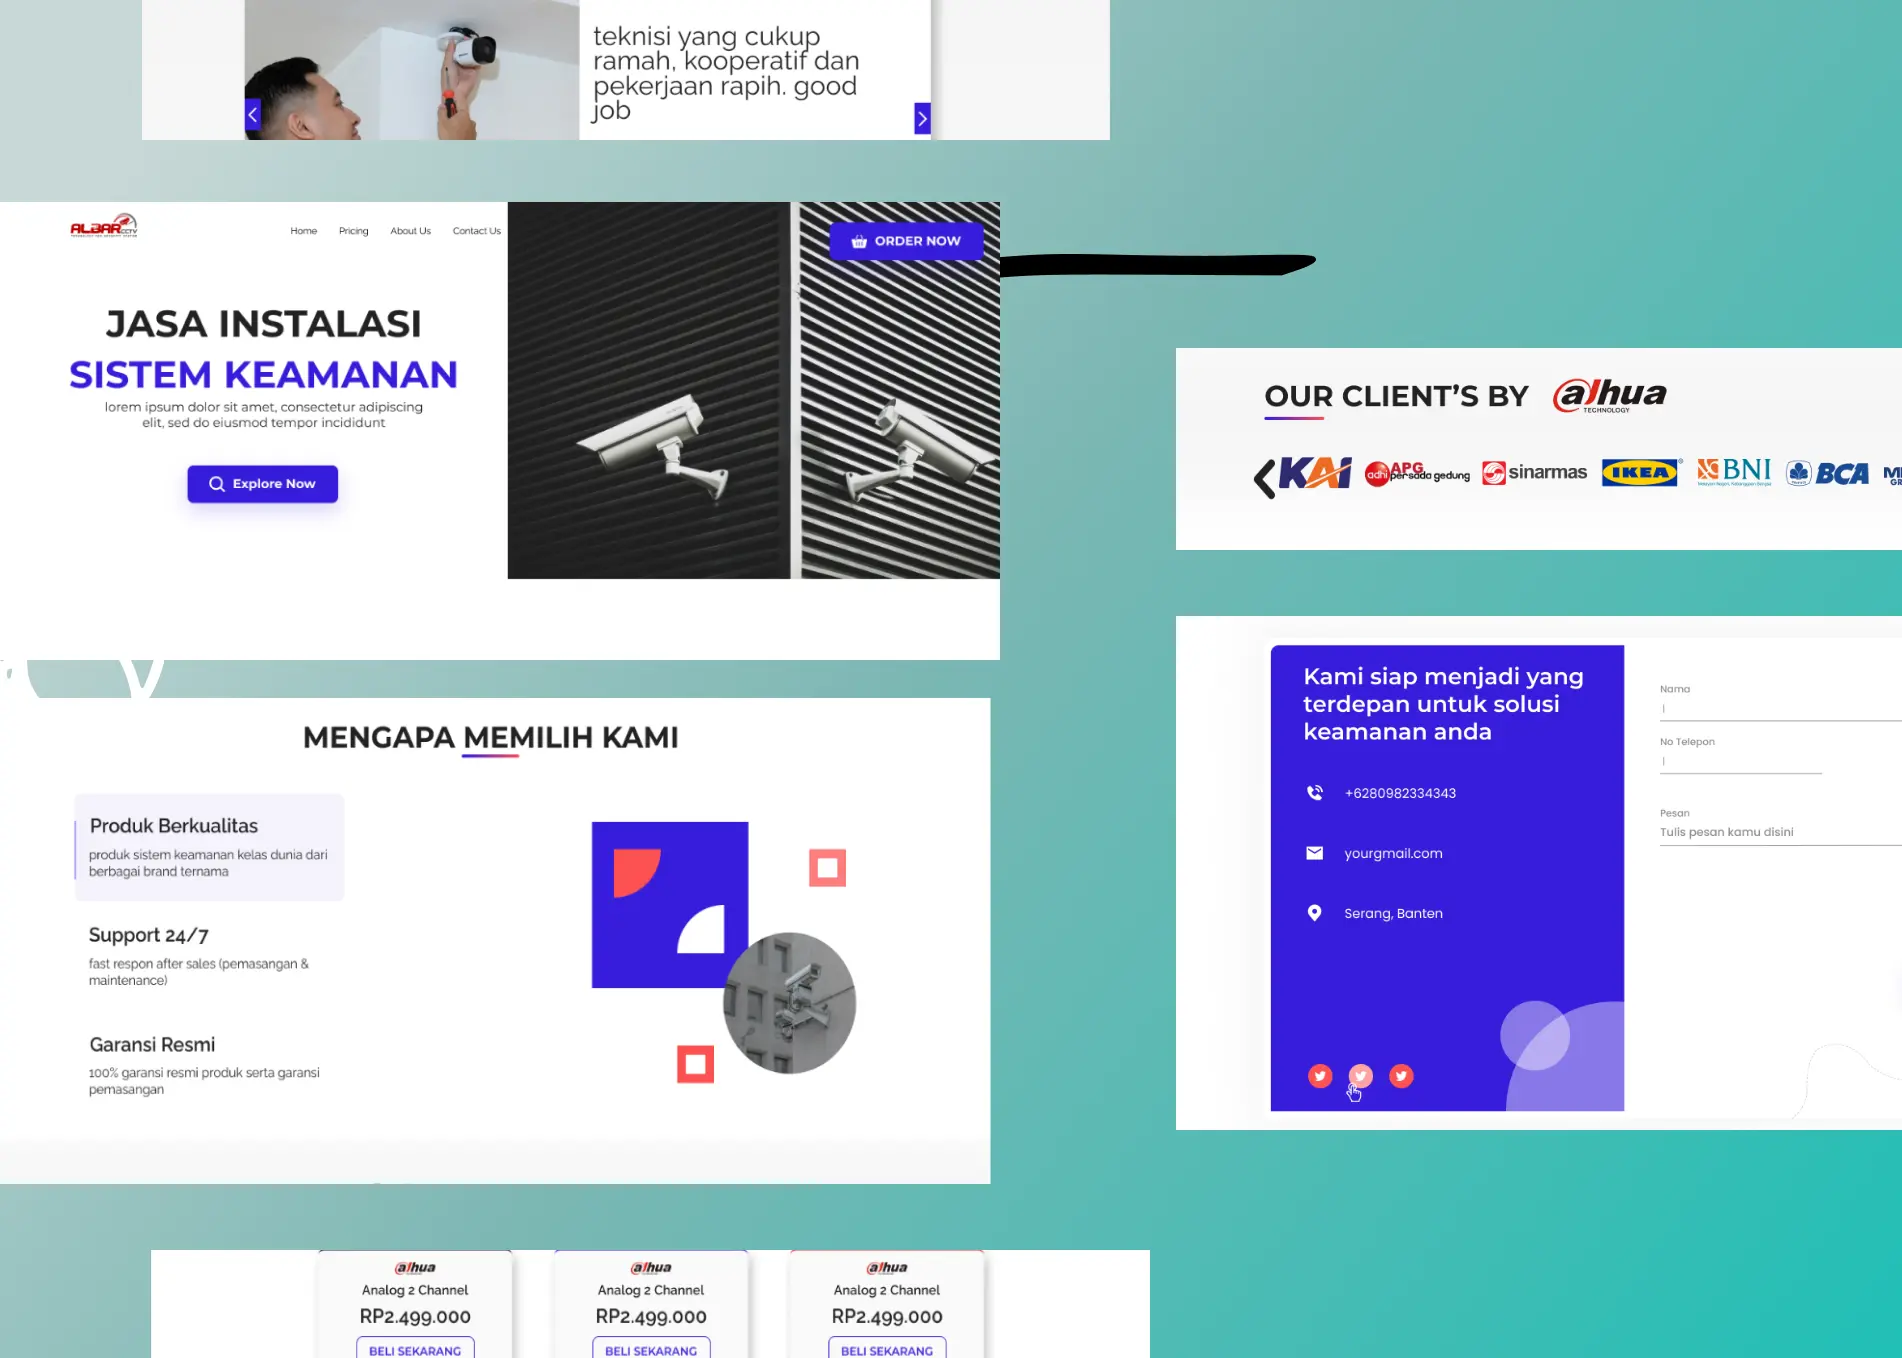 teknisi yang cukup
ramah, kooperatif dan
pekerjaan rapih. good
job
ALBAR CCTV
Home Pricing About Us Contact Us
ORDER NOW
JASA INSTALASI
SISTEM KEAMANAN
lorem ipsum dolor sit amet, consectetur adipiscing
elit, sed do eiusmod tempor incididunt
Explore Now
OUR CLIENT’S BY alhua
TECHNOLOGY
KAI
adhi APG
persada gedung
sinarmas
IKEA
BNI
BCA
MENGAPA MEMILIH KAMI
Produk Berkualitas
produk sistem keamanan kelas dunia dari
berbagai brand ternama
Support 24/7
fast respon after sales (pemasangan &
maintenance)
Garansi Resmi
100% garansi resmi produk serta garansi
pemasangan
Kami siap menjadi yang
terdepan untuk solusi
keamanan anda
+6280982334343
yourgmail.com
Serang, Banten
Nama
No Telepon
Pesan
Tulis pesan kamu disini
alhua
Analog 2 Channel
RP2.499.000
BELI SEKARANG
alhua
Analog 2 Channel
RP2.499.000
BELI SEKARANG
alhua
Analog 2 Channel
RP2.499.000
BELI SEKARANG